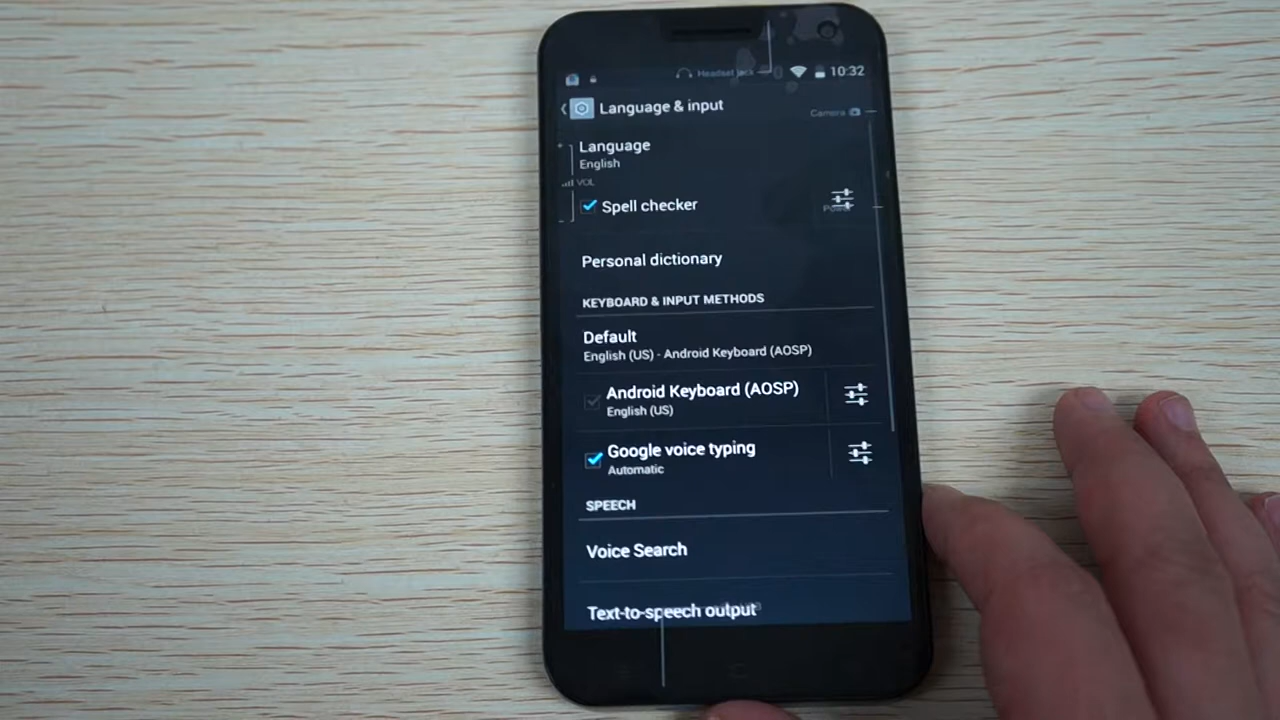 Headset jack
10:32
Language & input
Camera
Language
English
VOL
Spell checker
Power
Personal dictionary
KEYBOARD & INPUT METHODS
Default
English (US) - Android Keyboard (AOSP)
Android Keyboard (AOSP)
English (US)
Google voice typing
Automatic
SPEECH
Voice Search
Text-to-speech output